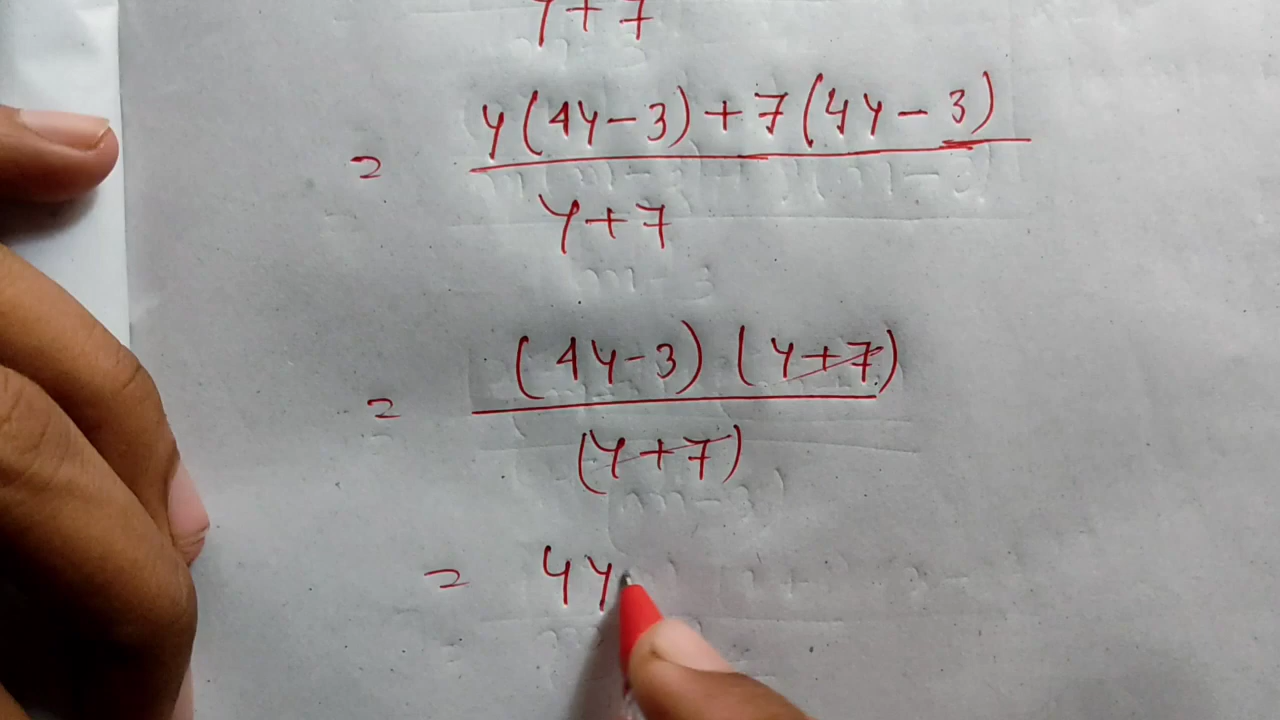 y+7
= y(4y-3)+7(4y-3)
y+7
= (4y-3)(y+7)
(y+7)
= 4y